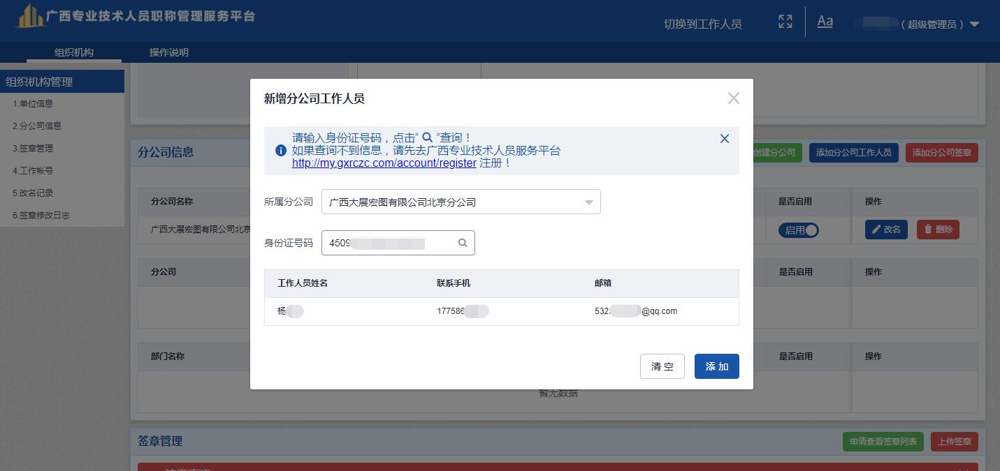 广西专业技术人员职称管理服务平台
切换到工作人员
Aa
(超级管理员)
组织机构
操作说明
组织机构管理
1.单位信息
2.分公司信息
3.签章管理
4.工作帐号
5.改名记录
6.签章修改日志
新增分公司工作人员
请输入身份证号码，点击“ ”查询！
如果查询不到信息，请先去广西专业技术人员服务平台
http://my.gxrczc.com/account/register 注册！
所属分公司
广西大展宏图有限公司北京分公司
身份证号码
4509
工作人员姓名 联系手机 邮箱
杨 177586 532 @qq.com
清 空
添 加
分公司信息
创建分公司
添加分公司工作人员
添加分公司签章
分公司名称 是否启用 操作
广西大展宏图有限公司北京
启用
改名
删除
分公司 是否启用 操作
部门名称 是否启用 操作
暂无数据
签章管理
申请查看签章列表
上传签章
注意事项